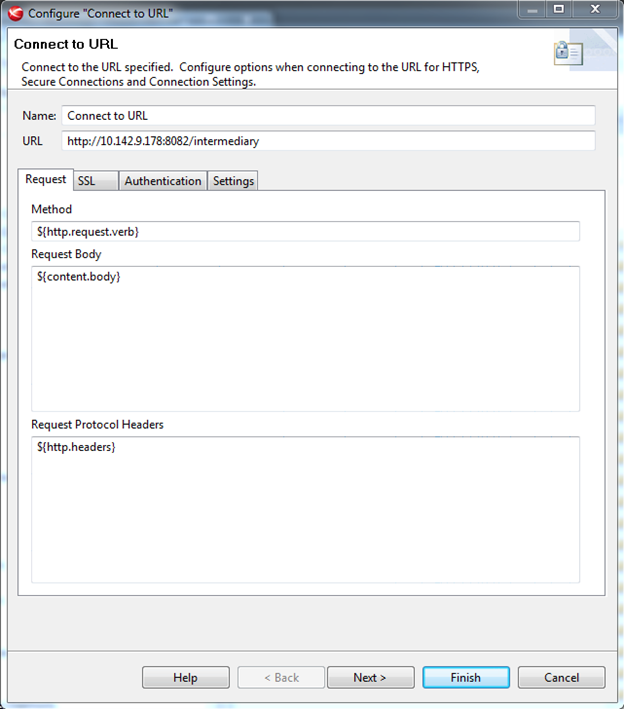 Configure "Connect to URL"
Connect to URL
Connect to the URL specified.  Configure options when connecting to the URL for HTTPS,
Secure Connections and Connection Settings.
Name: Connect to URL
URL http://10.142.9.178:8082/intermediary
Request SSL Authentication Settings
Method
${http.request.verb}
Request Body
${content.body}
Request Protocol Headers
${http.headers}
Help < Back Next > Finish Cancel